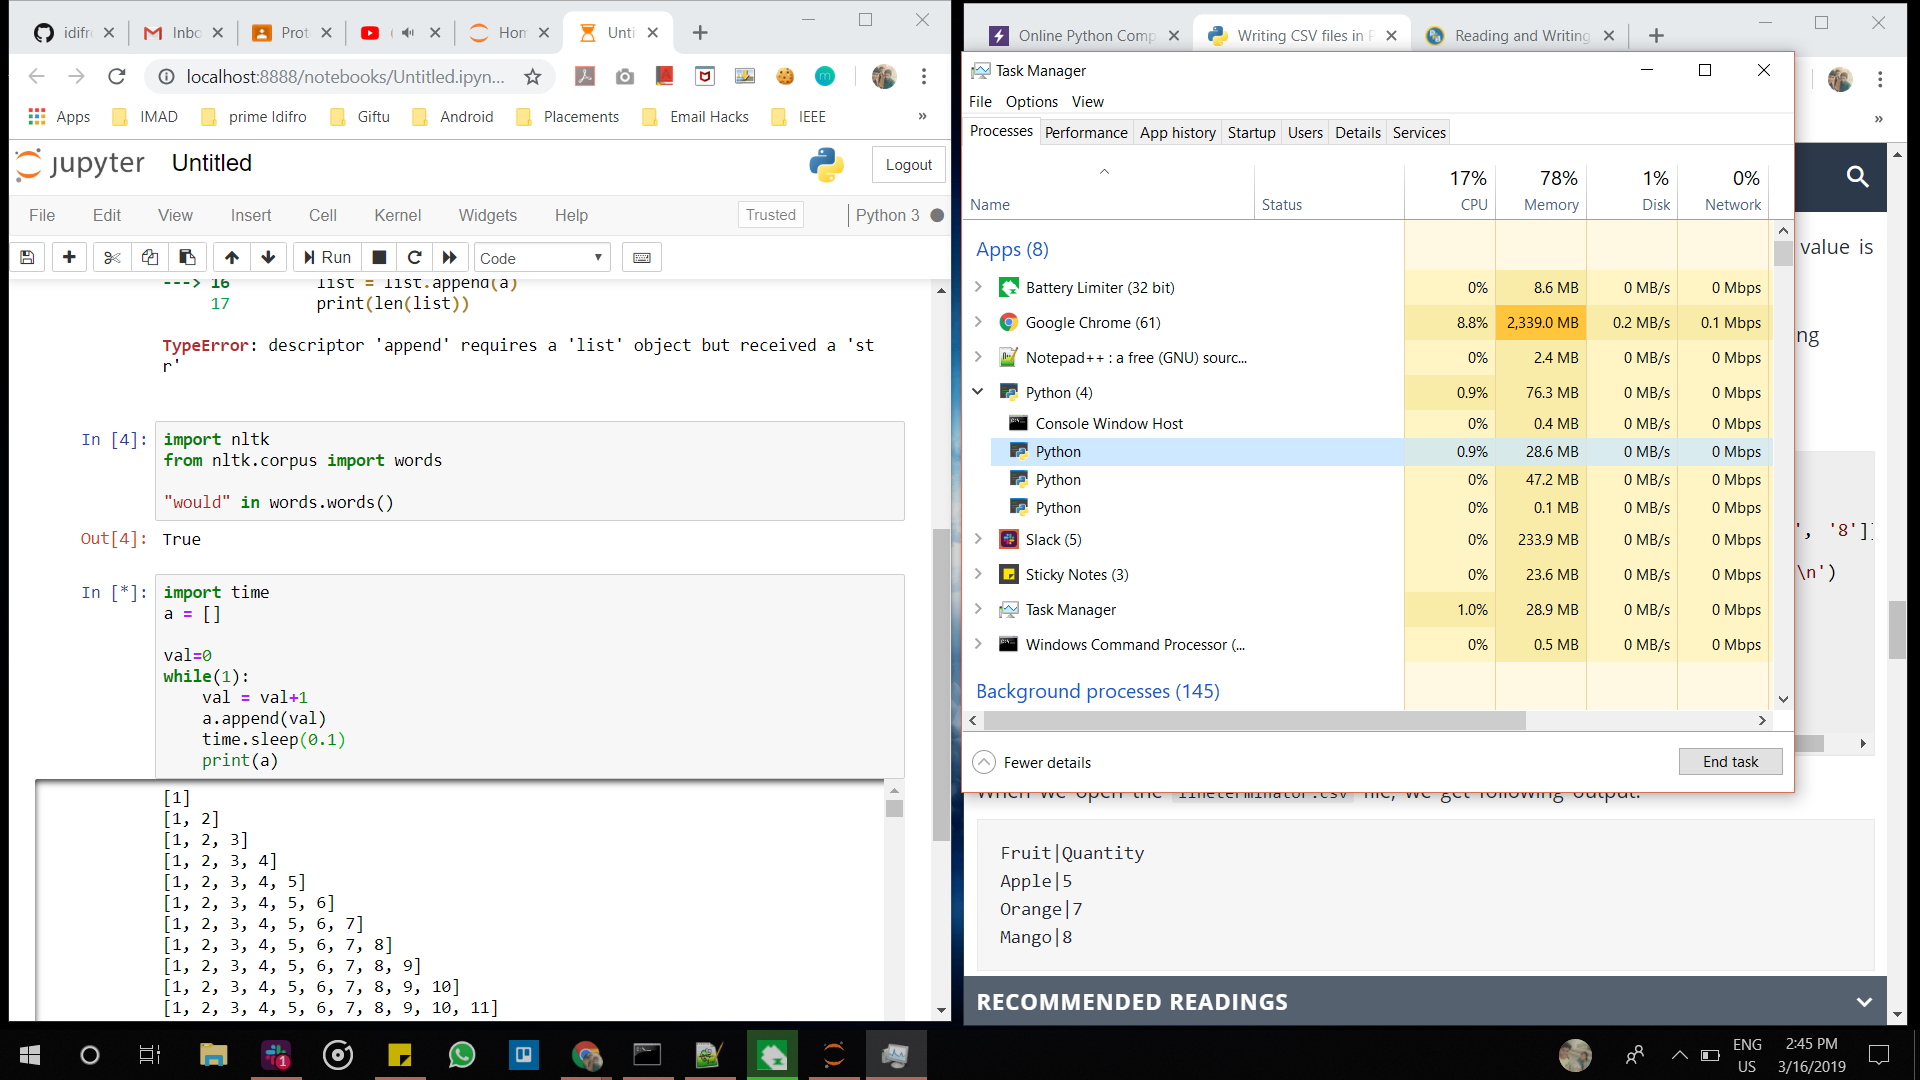 idifr
Inbo
Prot
Hom
Unti
localhost:8888/notebooks/Untitled.ipyn...
Apps
IMAD
prime Idifro
Giftu
Android
Placements
Email Hacks
IEEE
»
jupyter
Untitled
Logout
File Edit View Insert Cell Kernel Widgets Help
Trusted
Python 3
Run
Code
---> 16 list = list.append(a)
17 print(len(list))
TypeError: descriptor 'append' requires a 'list' object but received a 'st
r'
In [4]:
import nltk
from nltk.corpus import words
"would" in words.words()
Out[4]: True
In [*]:
import time
a = []
val=0
while(1):
val = val+1
a.append(val)
time.sleep(0.1)
print(a)
[1]
[1, 2]
[1, 2, 3]
[1, 2, 3, 4]
[1, 2, 3, 4, 5]
[1, 2, 3, 4, 5, 6]
[1, 2, 3, 4, 5, 6, 7]
[1, 2, 3, 4, 5, 6, 7, 8]
[1, 2, 3, 4, 5, 6, 7, 8, 9]
[1, 2, 3, 4, 5, 6, 7, 8, 9, 10]
[1, 2, 3, 4, 5, 6, 7, 8, 9, 10, 11]
Online Python Comp
Writing CSV files in P
Reading and Writing
»
Task Manager
File Options View
Processes Performance App history Startup Users Details Services
17% 78% 1% 0%
Name Status CPU Memory Disk Network
Apps (8)
Battery Limiter (32 bit) 0% 8.6 MB 0 MB/s 0 Mbps
Google Chrome (61) 8.8% 2,339.0 MB 0.2 MB/s 0.1 Mbps
Notepad++ : a free (GNU) sourc... 0% 2.4 MB 0 MB/s 0 Mbps
Python (4) 0.9% 76.3 MB 0 MB/s 0 Mbps
Console Window Host 0% 0.4 MB 0 MB/s 0 Mbps
Python 0.9% 28.6 MB 0 MB/s 0 Mbps
Python 0% 47.2 MB 0 MB/s 0 Mbps
Python 0% 0.1 MB 0 MB/s 0 Mbps
Slack (5) 0% 233.9 MB 0 MB/s 0 Mbps
Sticky Notes (3) 0% 23.6 MB 0 MB/s 0 Mbps
Task Manager 1.0% 28.9 MB 0 MB/s 0 Mbps
Windows Command Processor (... 0% 0.5 MB 0 MB/s 0 Mbps
Background processes (145)
Fewer details
End task
value is
ng
', '8']]
\n')
When we open the lineterminator.csv file, we get following output:
Fruit|Quantity
Apple|5
Orange|7
Mango|8
RECOMMENDED READINGS
1
ENG
US
2:45 PM
3/16/2019